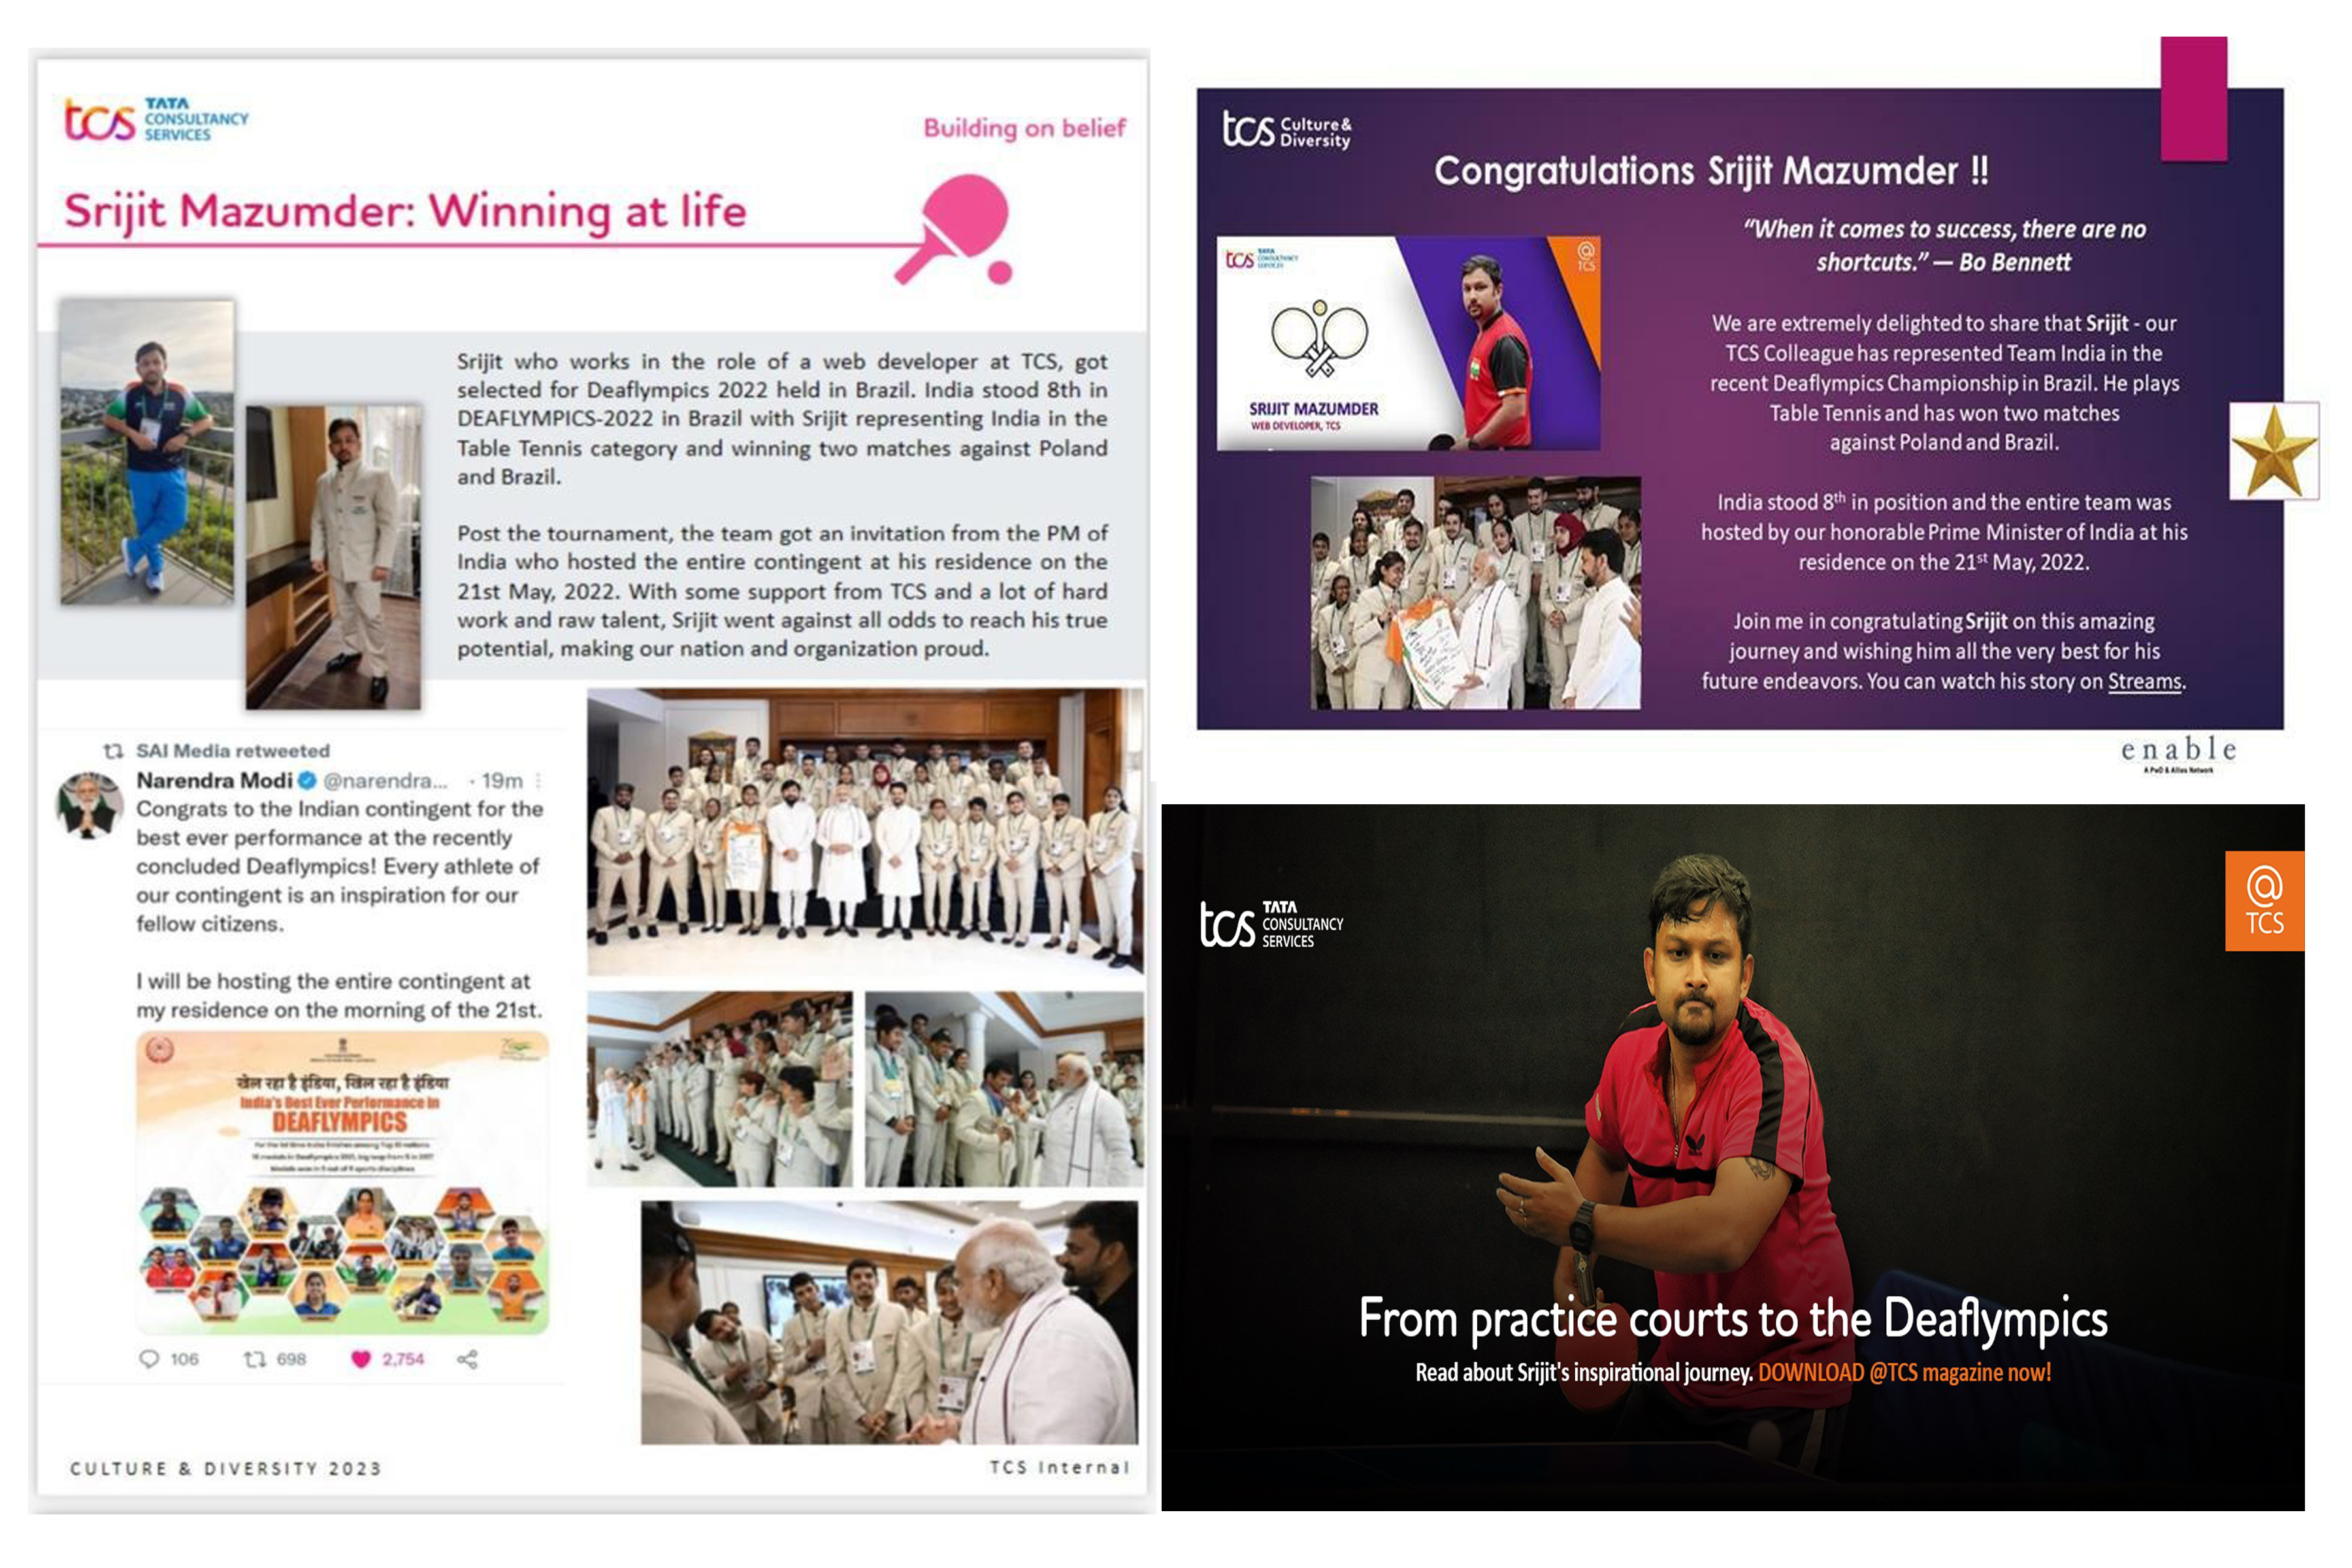 tcs TATA
CONSULTANCY
SERVICES
Building on belief
Srijit Mazumder: Winning at life
Srijit who works in the role of a web developer at TCS, got
selected for Deaflympics 2022 held in Brazil. India stood 8th in
DEAFLYMPICS-2022 in Brazil with Srijit representing India in the
Table Tennis category and winning two matches against Poland
and Brazil.
Post the tournament, the team got an invitation from the PM of
India who hosted the entire contingent at his residence on the
21st May, 2022. With some support from TCS and a lot of hard
work and raw talent, Srijit went against all odds to reach his true
potential, making our nation and organization proud.
SAI Media retweeted
Narendra Modi @narendra... · 19m
Congrats to the Indian contingent for the
best ever performance at the recently
concluded Deaflympics! Every athlete of
our contingent is an inspiration for our
fellow citizens.
I will be hosting the entire contingent at
my residence on the morning of the 21st.
खेल रहा है इंडिया, खिल रहा है इंडिया
India's Best Ever Performance in
DEAFLYMPICS
106 698 2,754
CULTURE & DIVERSITY 2023
TCS Internal
tcs Culture &
Diversity
Congratulations Srijit Mazumder !!
tcs TATA
CONSULTANCY
SERVICES
@
TCS
SRIJIT MAZUMDER
WEB DEVELOPER, TCS
“When it comes to success, there are no
shortcuts.” — Bo Bennett
We are extremely delighted to share that Srijit - our
TCS Colleague has represented Team India in the
recent Deaflympics Championship in Brazil. He plays
Table Tennis and has won two matches
against Poland and Brazil.
India stood 8th in position and the entire team was
hosted by our honorable Prime Minister of India at his
residence on the 21st May, 2022.
Join me in congratulating Srijit on this amazing
journey and wishing him all the very best for his
future endeavors. You can watch his story on Streams.
enable
A PwD & Allies Network
tcs TATA
CONSULTANCY
SERVICES
@
TCS
From practice courts to the Deaflympics
Read about Srijit's inspirational journey. DOWNLOAD @TCS magazine now!